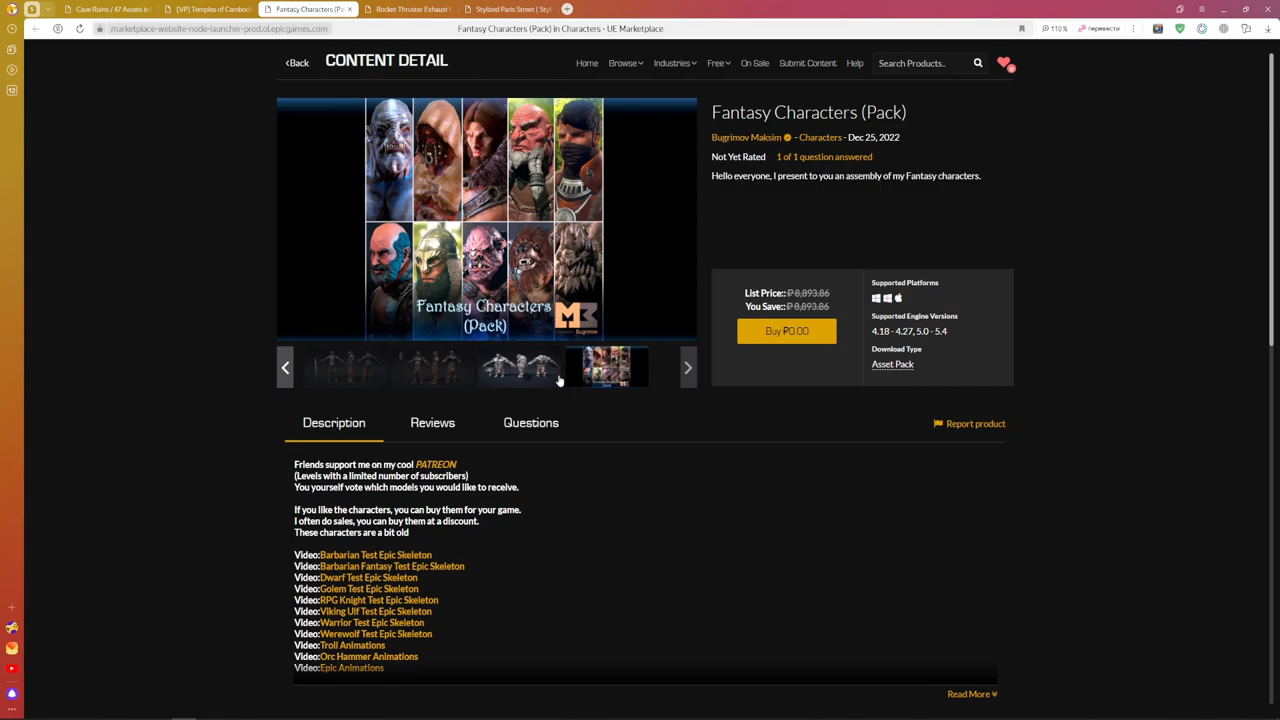 Cave Ruins / 47 Assets in
[VP] Temples of Cambod
Fantasy Characters (Pa
Rocket Thruster Exhaust
Stylized Paris Street ( Sty
marketplace-website-node-launcher-prod.ol.epicgames.com
Fantasy Characters (Pack) in Characters - UE Marketplace
110%
перевести
12
Back
CONTENT DETAIL
Home
Browse
Industries
Free
On Sale
Submit Content
Help
Search Products..
0
Fantasy Characters
(Pack)
M3
Bugrimov
Fantasy Characters (Pack)
Bugrimov Maksim - Characters - Dec 25, 2022
Not Yet Rated 1 of 1 question answered
Hello everyone, I present to you an assembly of my Fantasy characters.
List Price:: ₽ 8,893.86
You Save:: ₽ 8,893.86
Buy ₽0.00
Supported Platforms
Supported Engine Versions
4.18 - 4.27, 5.0 - 5.4
Download Type
Asset Pack
Description
Reviews
Questions
Report product
Friends support me on my cool PATREON
(Levels with a limited number of subscribers)
You yourself vote which models you would like to receive.
If you like the characters, you can buy them for your game.
I often do sales, you can buy them at a discount.
These characters are a bit old
Video:Barbarian Test Epic Skeleton
Video:Barbarian Fantasy Test Epic Skeleton
Video:Dwarf Test Epic Skeleton
Video:Golem Test Epic Skeleton
Video:RPG Knight Test Epic Skeleton
Video:Viking Ulf Test Epic Skeleton
Video:Warrior Test Epic Skeleton
Video:Werewolf Test Epic Skeleton
Video:Troll Animations
Video:Orc Hammer Animations
Video:Epic Animations
Read More